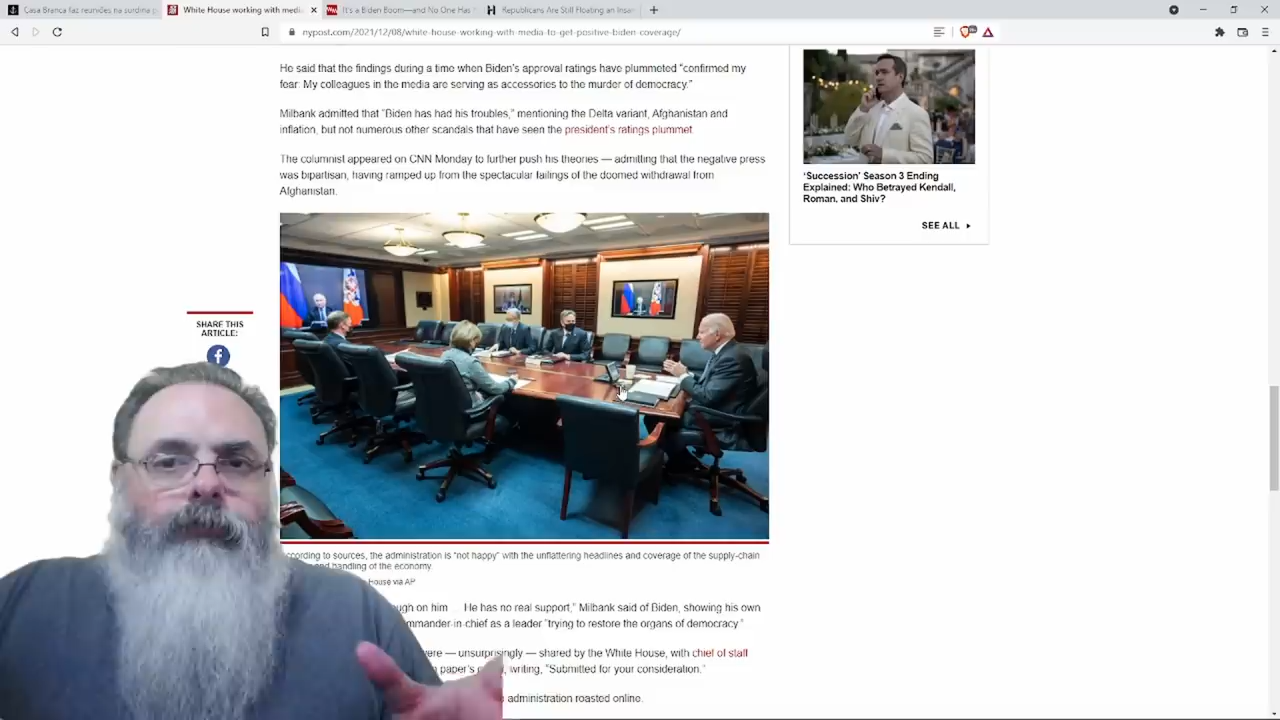 Casa Branca faz reuniões na surdina
White House working with media
It's a Biden Boom—and No One Has
Republicans Are Still Floating an Insan
nypost.com/2021/12/08/white-house-working-with-media-to-get-positive-biden-coverage/
He said that the findings during a time when Biden's approval ratings have plummeted "confirmed my
fear: My colleagues in the media are serving as accessories to the murder of democracy."
Milbank admitted that "Biden has had his troubles," mentioning the Delta variant, Afghanistan and
inflation, but not numerous other scandals that have seen the president's ratings plummet.
The columnist appeared on CNN Monday to further push his theories — admitting that the negative press
was bipartisan, having ramped up from the spectacular failings of the doomed withdrawal from
Afghanistan.
'Succession' Season 3 Ending
Explained: Who Betrayed Kendall,
Roman, and Shiv?
SEE ALL
SHARE THIS
ARTICLE:
f
ccording to sources, the administration is "not happy" with the unflattering headlines and coverage of the supply-chain
and handling of the economy.
House via AP
ugh on him ... He has no real support," Milbank said of Biden, showing his own
mmander-in-chief as a leader "trying to restore the organs of democracy."
were — unsurprisingly — shared by the White House, with chief of staff
paper's writing, "Submitted for your consideration."
administration roasted online.